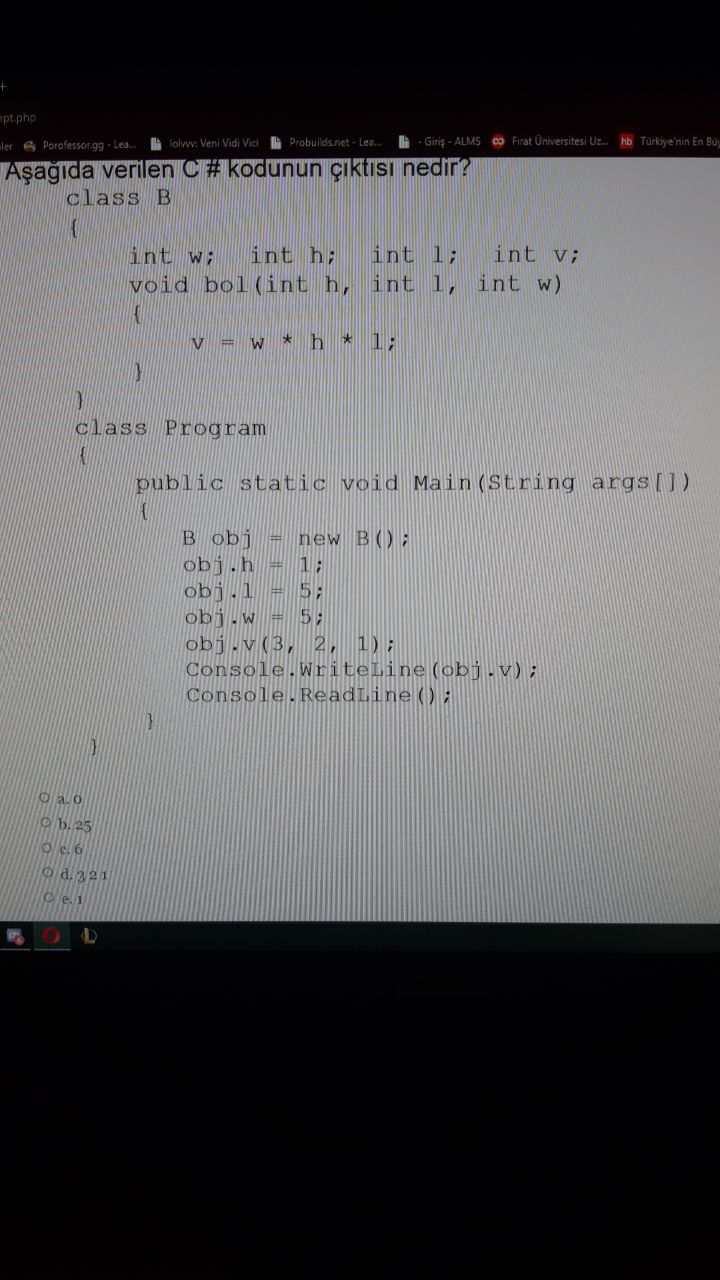 +
npt.php
ler Porofessor.gg - Lea... lolvvv: Veni Vidi Vici Probuilds.net - Lea... - Giriş - ALMS Fırat Üniversitesi Uz... hb Türkiye'nin En Büy
Aşağıda verilen C # kodunun çıktısı nedir?
class B
{
int w; int h; int l; int v;
void bol(int h, int l, int w)
{
v = w * h * l;
}
}
class Program
{
public static void Main(String args[])
{
B obj = new B();
obj.h = 1;
obj.l = 5;
obj.w = 5;
obj.v(3, 2, 1);
Console.WriteLine(obj.v);
Console.ReadLine();
}
}
a. 0
b. 25
c. 6
d. 3 2 1
e. 1